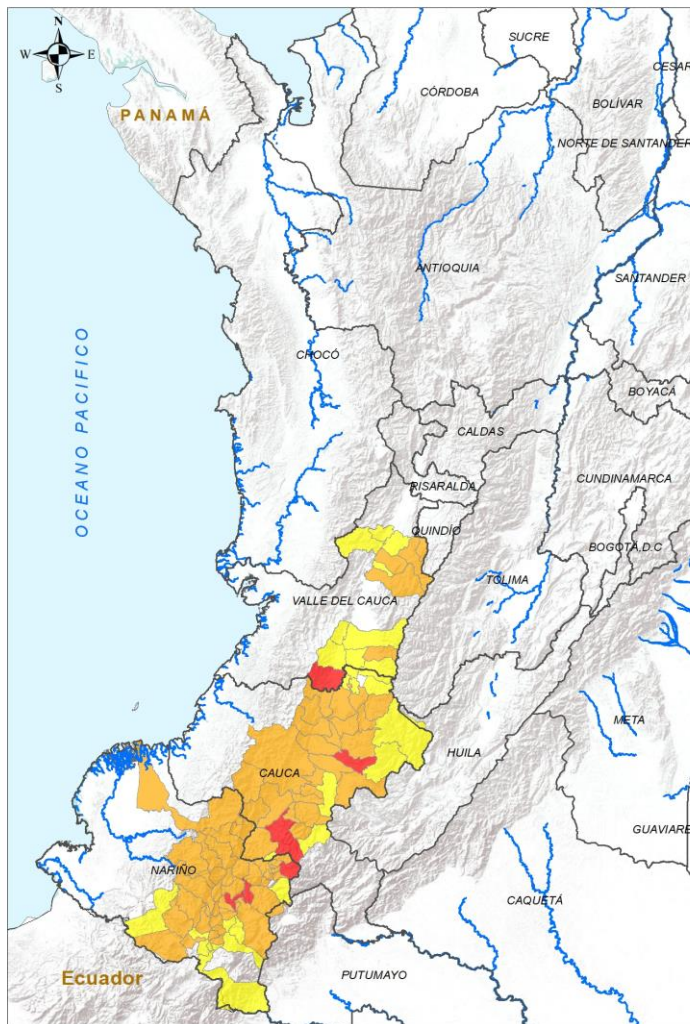 N
W E
S
SUCRE
CESAR
CÓRDOBA
BOLÍVAR
PANAMÁ
NORTE DE SANTANDER
ANTIOQUIA
SANTANDER
OCEANO PACIFICO
CHOCÓ
BOYACÁ
CALDAS
CUNDINAMARCA
RISARALDA
QUINDÍO
BOGOTÁ,D.C
TOLIMA
VALLE DEL CAUCA
META
HUILA
CAUCA
GUAVIARE
NARIÑO
CAQUETÁ
PUTUMAYO
Ecuador